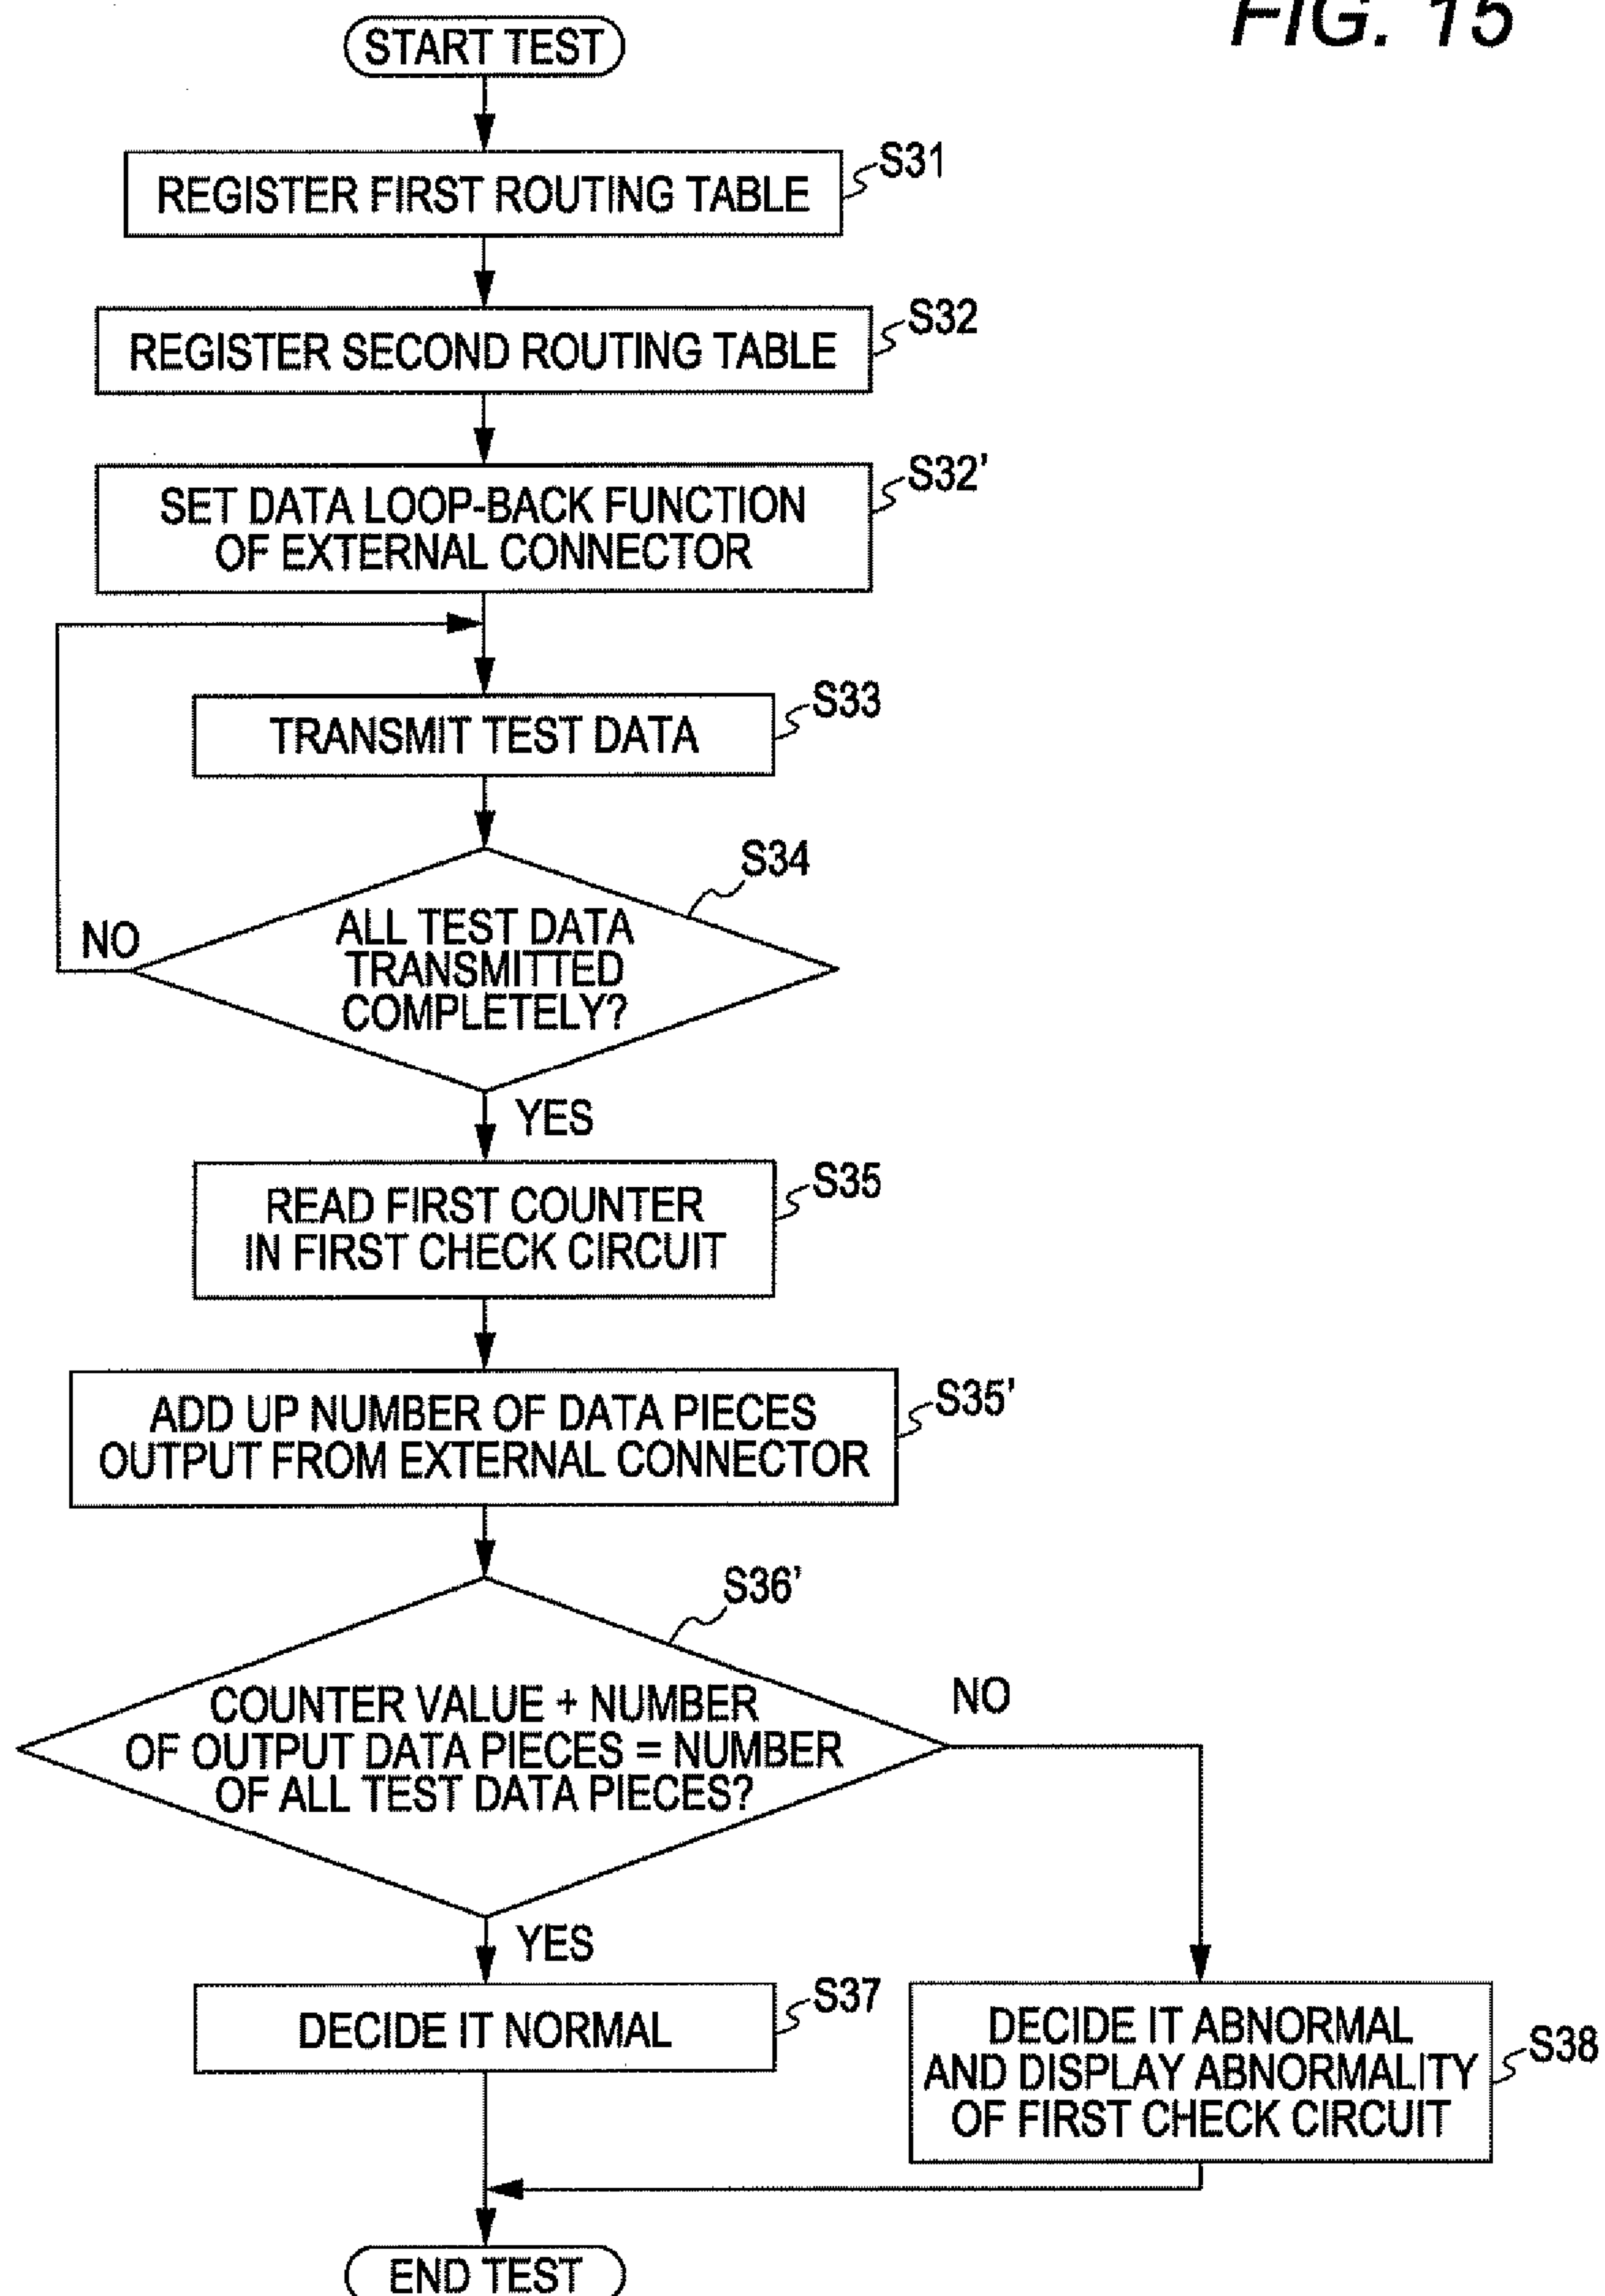 FIG. 15
START TEST
S31
REGISTER FIRST ROUTING TABLE
S32
REGISTER SECOND ROUTING TABLE
S32'
SET DATA LOOP-BACK FUNCTION
OF EXTERNAL CONNECTOR
S33
TRANSMIT TEST DATA
S34
NO
ALL TEST DATA
TRANSMITTED
COMPLETELY?
YES
S35
READ FIRST COUNTER
IN FIRST CHECK CIRCUIT
S35'
ADD UP NUMBER OF DATA PIECES
OUTPUT FROM EXTERNAL CONNECTOR
S36'
NO
COUNTER VALUE + NUMBER
OF OUTPUT DATA PIECES = NUMBER
OF ALL TEST DATA PIECES?
YES
S37
DECIDE IT NORMAL
S38
DECIDE IT ABNORMAL
AND DISPLAY ABNORMALITY
OF FIRST CHECK CIRCUIT
END TEST